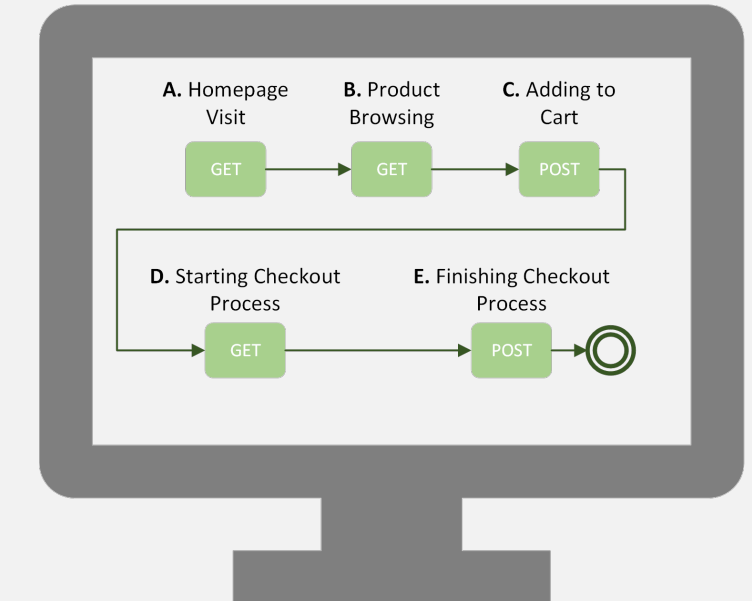 A. Homepage
Visit
B. Product
Browsing
C. Adding to
Cart
GET
GET
POST
D. Starting Checkout
Process
E. Finishing Checkout
Process
GET
POST